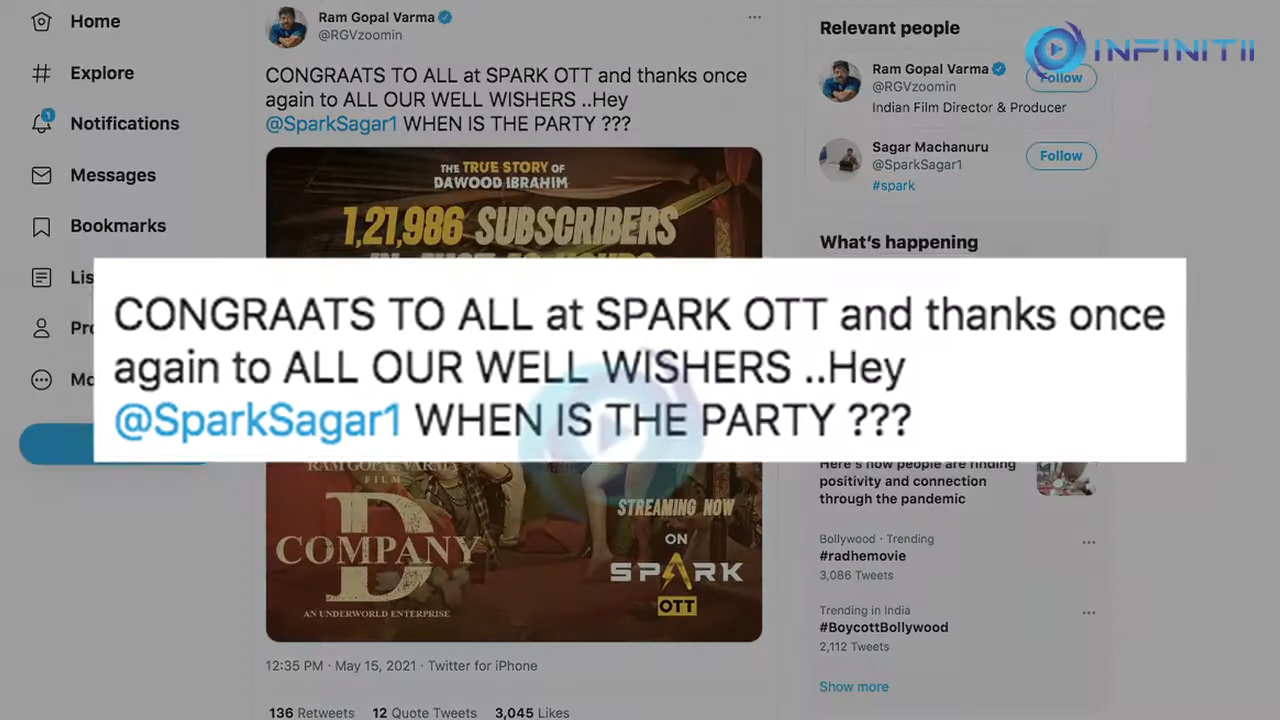 Home
Explore
Notifications
1
Messages
Bookmarks
Ram Gopal Varma
@RGVzoomin
CONGRAATS TO ALL at SPARK OTT and thanks once
again to ALL OUR WELL WISHERS ..Hey
@SparkSagar1 WHEN IS THE PARTY ???
THE TRUE STORY OF
DAWOOD IBRAHIM
1,21,986 SUBSCRIBERS
CONGRAATS TO ALL at SPARK OTT and thanks once
again to ALL OUR WELL WISHERS ..Hey
@SparkSagar1 WHEN IS THE PARTY ???
RAM GOPAL VARMA
FILM
D
COMPANY
AN UNDERWORLD ENTERPRISE
STREAMING NOW
ON
SPARK
OTT
12:35 PM · May 15, 2021 · Twitter for iPhone
136 Retweets 12 Quote Tweets 3,045 Likes
Relevant people
INFINITII
Ram Gopal Varma
@RGVzoomin
Follow
Indian Film Director & Producer
Sagar Machanuru
@SparkSagar1
Follow
#spark
What's happening
Here's how people are finding
positivity and connection
through the pandemic
Bollywood · Trending
#radhemovie
3,086 Tweets
Trending in India
#BoycottBollywood
2,112 Tweets
Show more